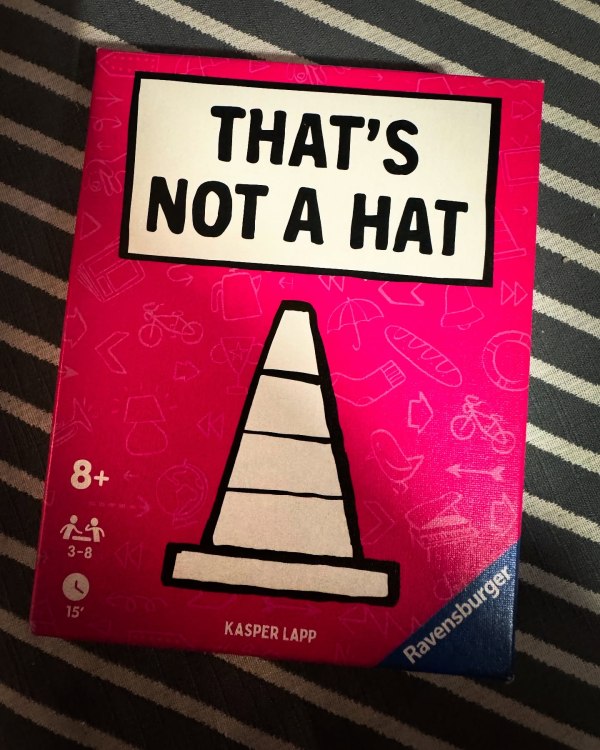 THAT'S
NOT A HAT
8+
3-8
15'
KASPER LAPP
Ravensburger